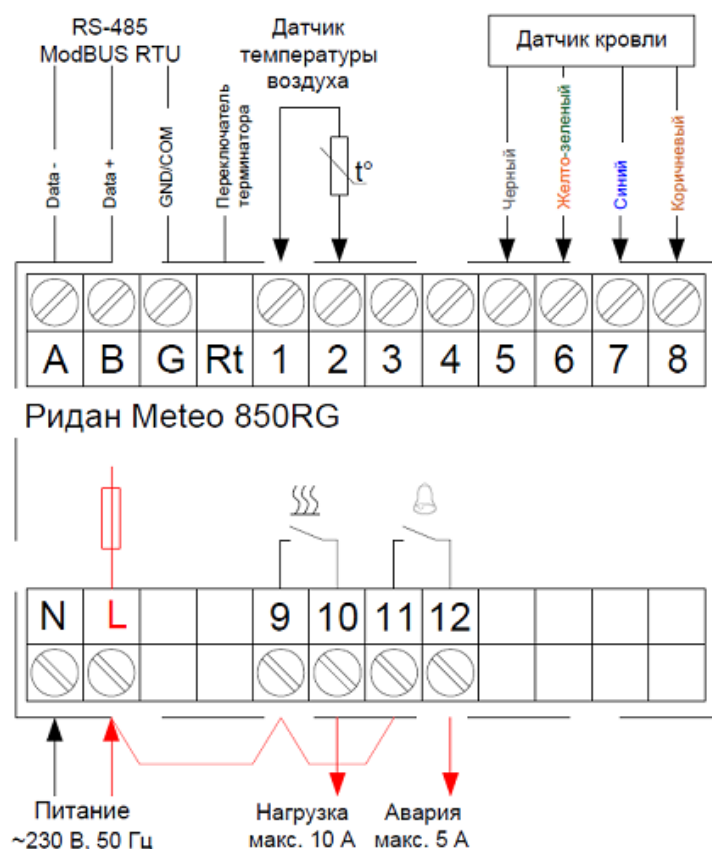 RS-485
ModBUS RTU
Датчик
температуры
воздуха
Датчик кровли
Data -
Data +
GND/COM
Переключатель
терминатора
t°
Черный
Желто-зеленый
Синий
Коричневый
A B G Rt 1 2 3 4 5 6 7 8
Ридан Meteo 850RG
N L 9 10 11 12
Питание
~230 В, 50 Гц
Нагрузка
макс. 10 А
Авария
макс. 5 А